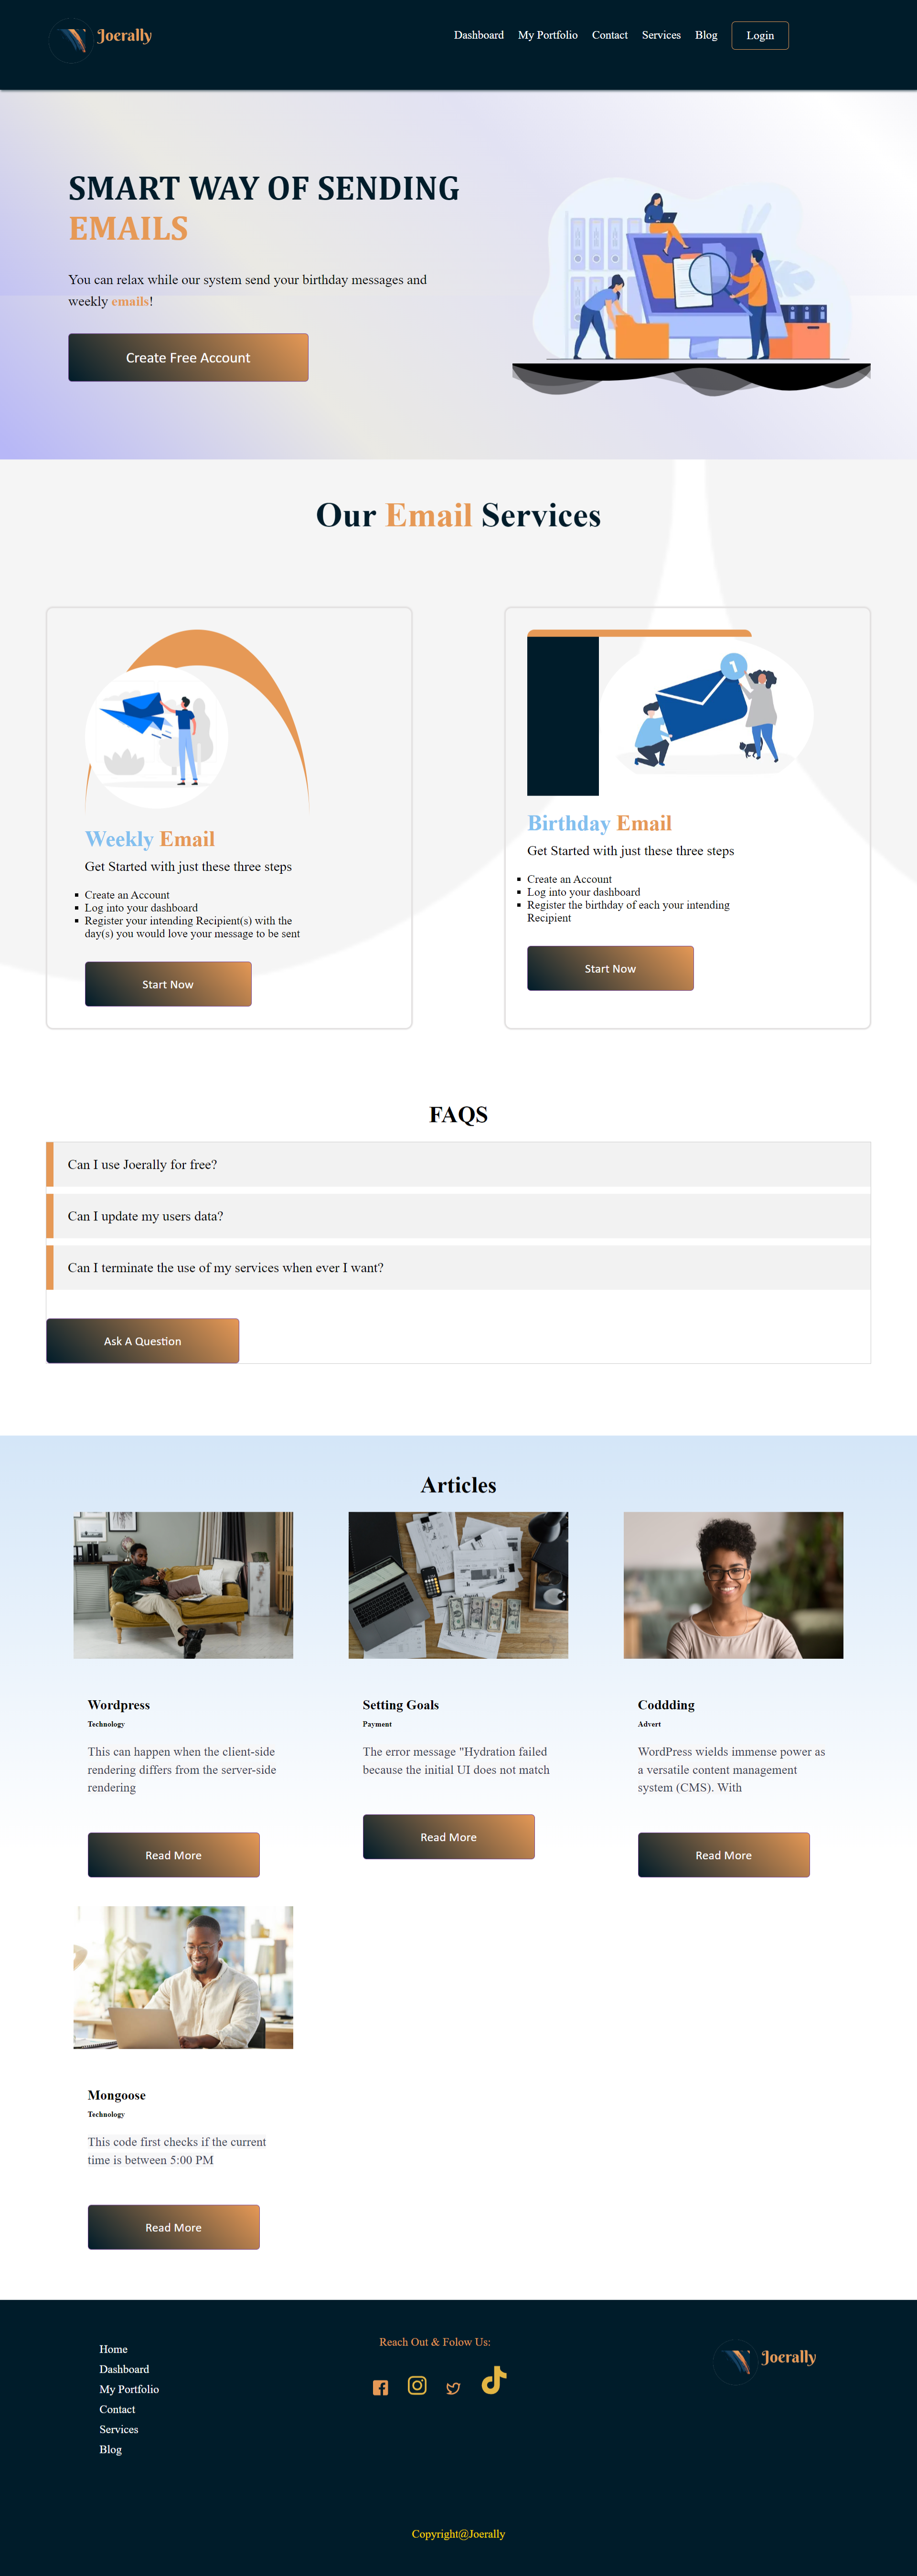 Joerally
Dashboard My Portfolio Contact Services Blog Login
SMART WAY OF SENDING
EMAILS
You can relax while our system send your birthday messages and
weekly emails!
Create Free Account
Our Email Services
Weekly Email
Get Started with just these three steps
Create an Account
Log into your dashboard
Register your intending Recipient(s) with the
day(s) you would love your message to be sent
Start Now
1
Birthday Email
Get Started with just these three steps
Create an Account
Log into your dashboard
Register the birthday of each your intending
Recipient
Start Now
FAQS
Can I use Joerally for free?
Can I update my users data?
Can I terminate the use of my services when ever I want?
Ask A Question
Articles
Wordpress
Technology
This can happen when the client-side
rendering differs from the server-side
rendering
Read More
Setting Goals
Payment
The error message "Hydration failed
because the initial UI does not match
Read More
Coddding
Advert
WordPress wields immense power as
a versatile content management
system (CMS). With
Read More
Mongoose
Technology
This code first checks if the current
time is between 5:00 PM
Read More
Home
Dashboard
My Portfolio
Contact
Services
Blog
Reach Out & Folow Us:
Joerally
Copyright@Joerally